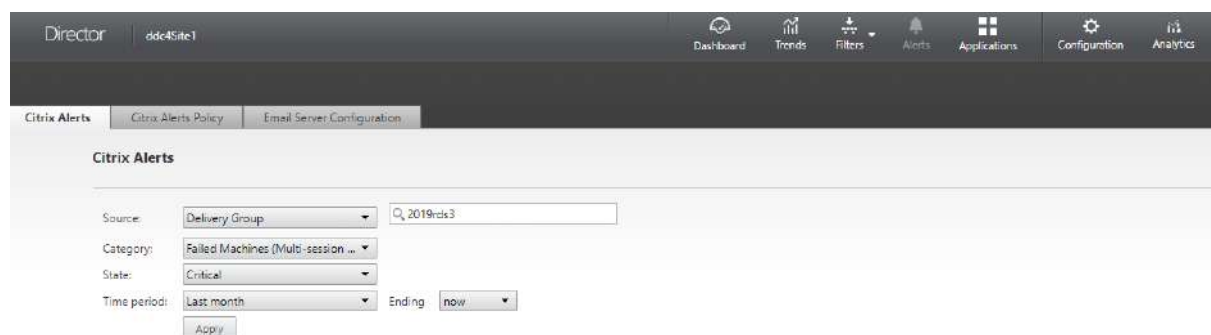 Director ddc4Site1
Dashboard Trends Filters Alerts Applications Configuration Analytics
Citrix Alerts Citrix Alerts Policy Email Server Configuration
Citrix Alerts
Source: Delivery Group 2019rds3
Category: Failed Machines (Multi-session ...
State: Critical
Time period: Last month Ending now
Apply